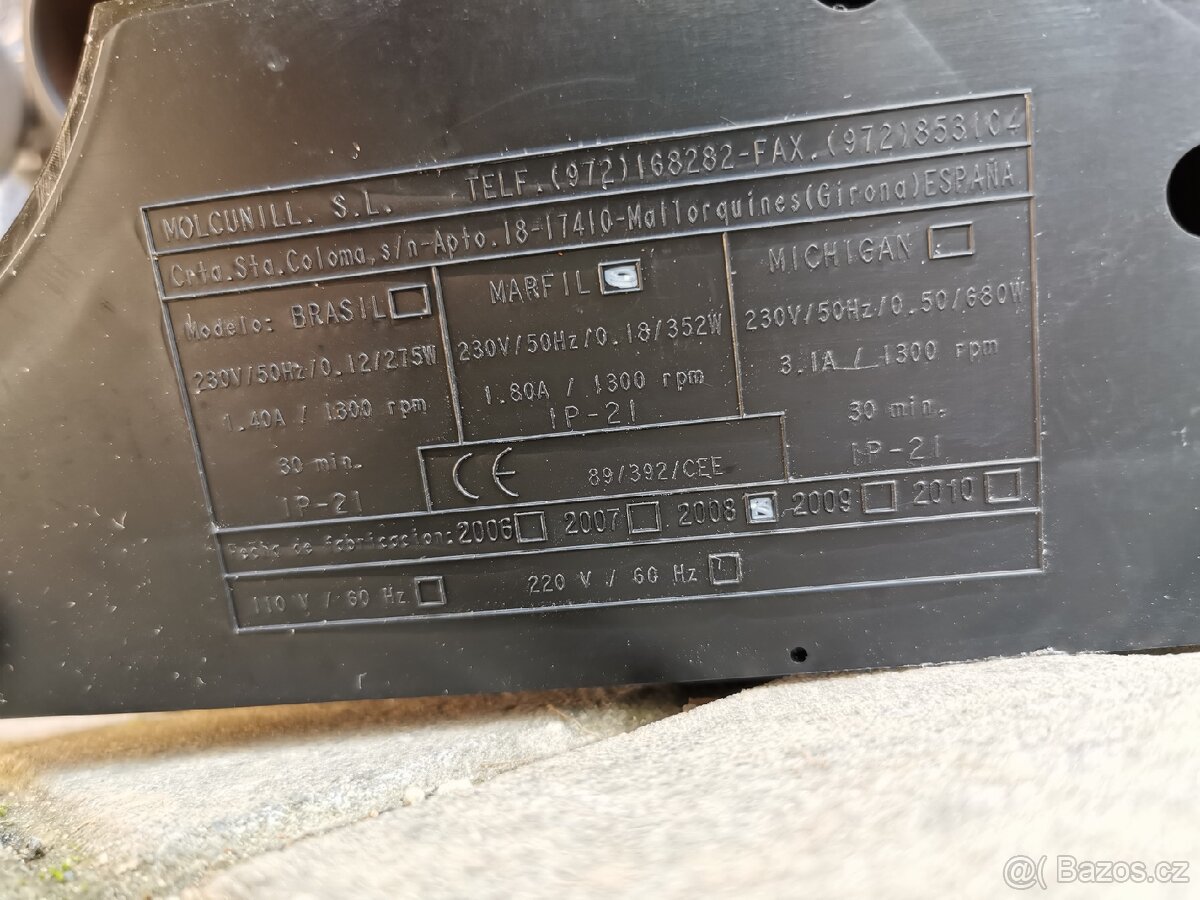 MOLCUNILL. S.L. TELF.(972)168282-FAX.(972)853104
Crta.Sta.Coloma,s/n-Apto.18-17410-Mallorquines(Girona)ESPAÑA
Modelo: BRASIL
230V/50Hz/0.12/275W
1.40A / 1300 rpm
30 min.
IP-21
MARFIL
230V/50Hz/0.18/352W
1.80A / 1300 rpm
IP-21
MICHIGAN
230V/50Hz/0.50/680W
3.1A / 1300 rpm
30 min.
IP-21
CE 89/392/CEE
Fecha de fabricacion: 2006 2007 2008 2009 2010
110 V / 60 Hz 220 V / 60 Hz
@( Bazos.cz